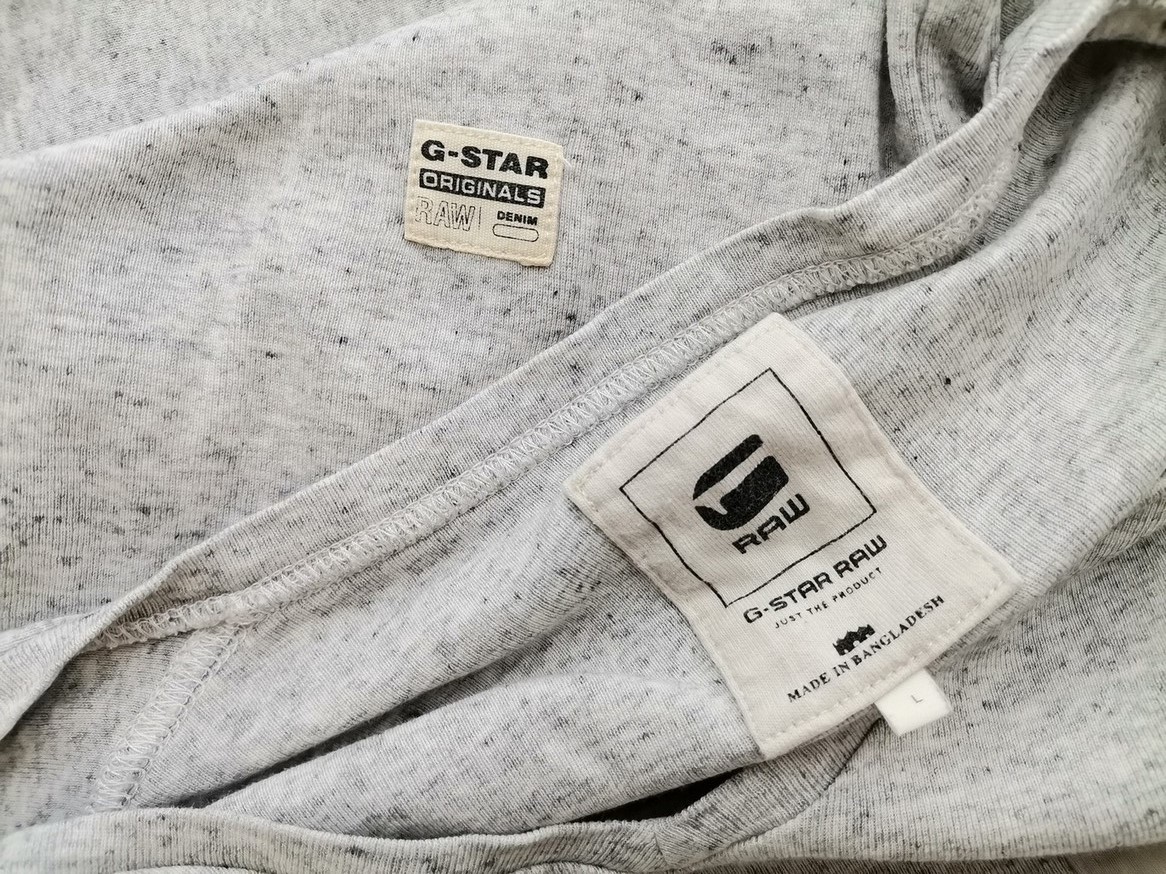 G-STAR
ORIGINALS
RAW DENIM
RAW
G-STAR RAW
JUST THE PRODUCT
MADE IN BANGLADESH
L